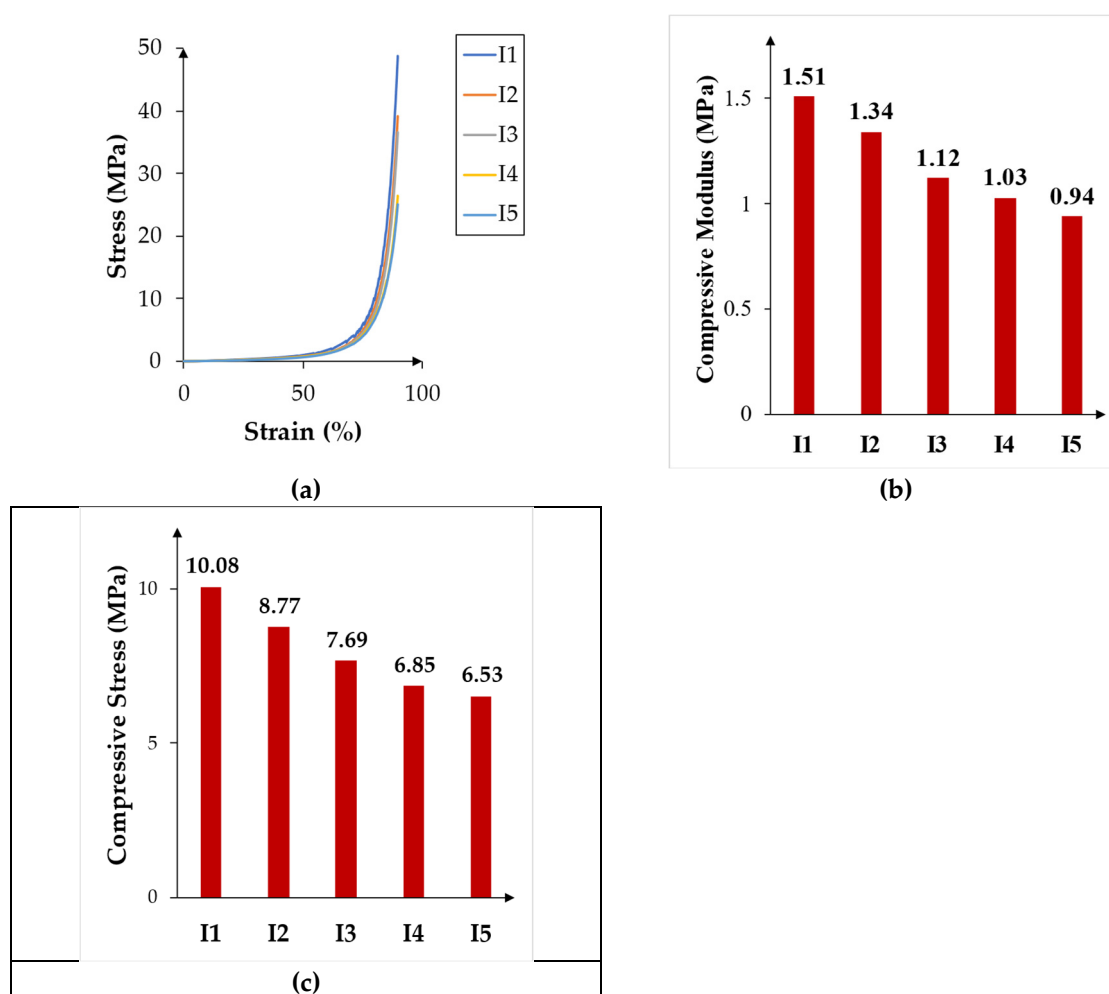 50
40
30
20
10
0
Stress (MPa)
0
50
100
Strain (%)
I1
I2
I3
I4
I5
(a)
Compressive Modulus (MPa)
1.5
1
0.5
0
1.51
1.34
1.12
1.03
0.94
I1 I2 I3 I4 I5
(b)
Compressive Stress (MPa)
10
5
0
10.08
8.77
7.69
6.85
6.53
I1 I2 I3 I4 I5
(c)